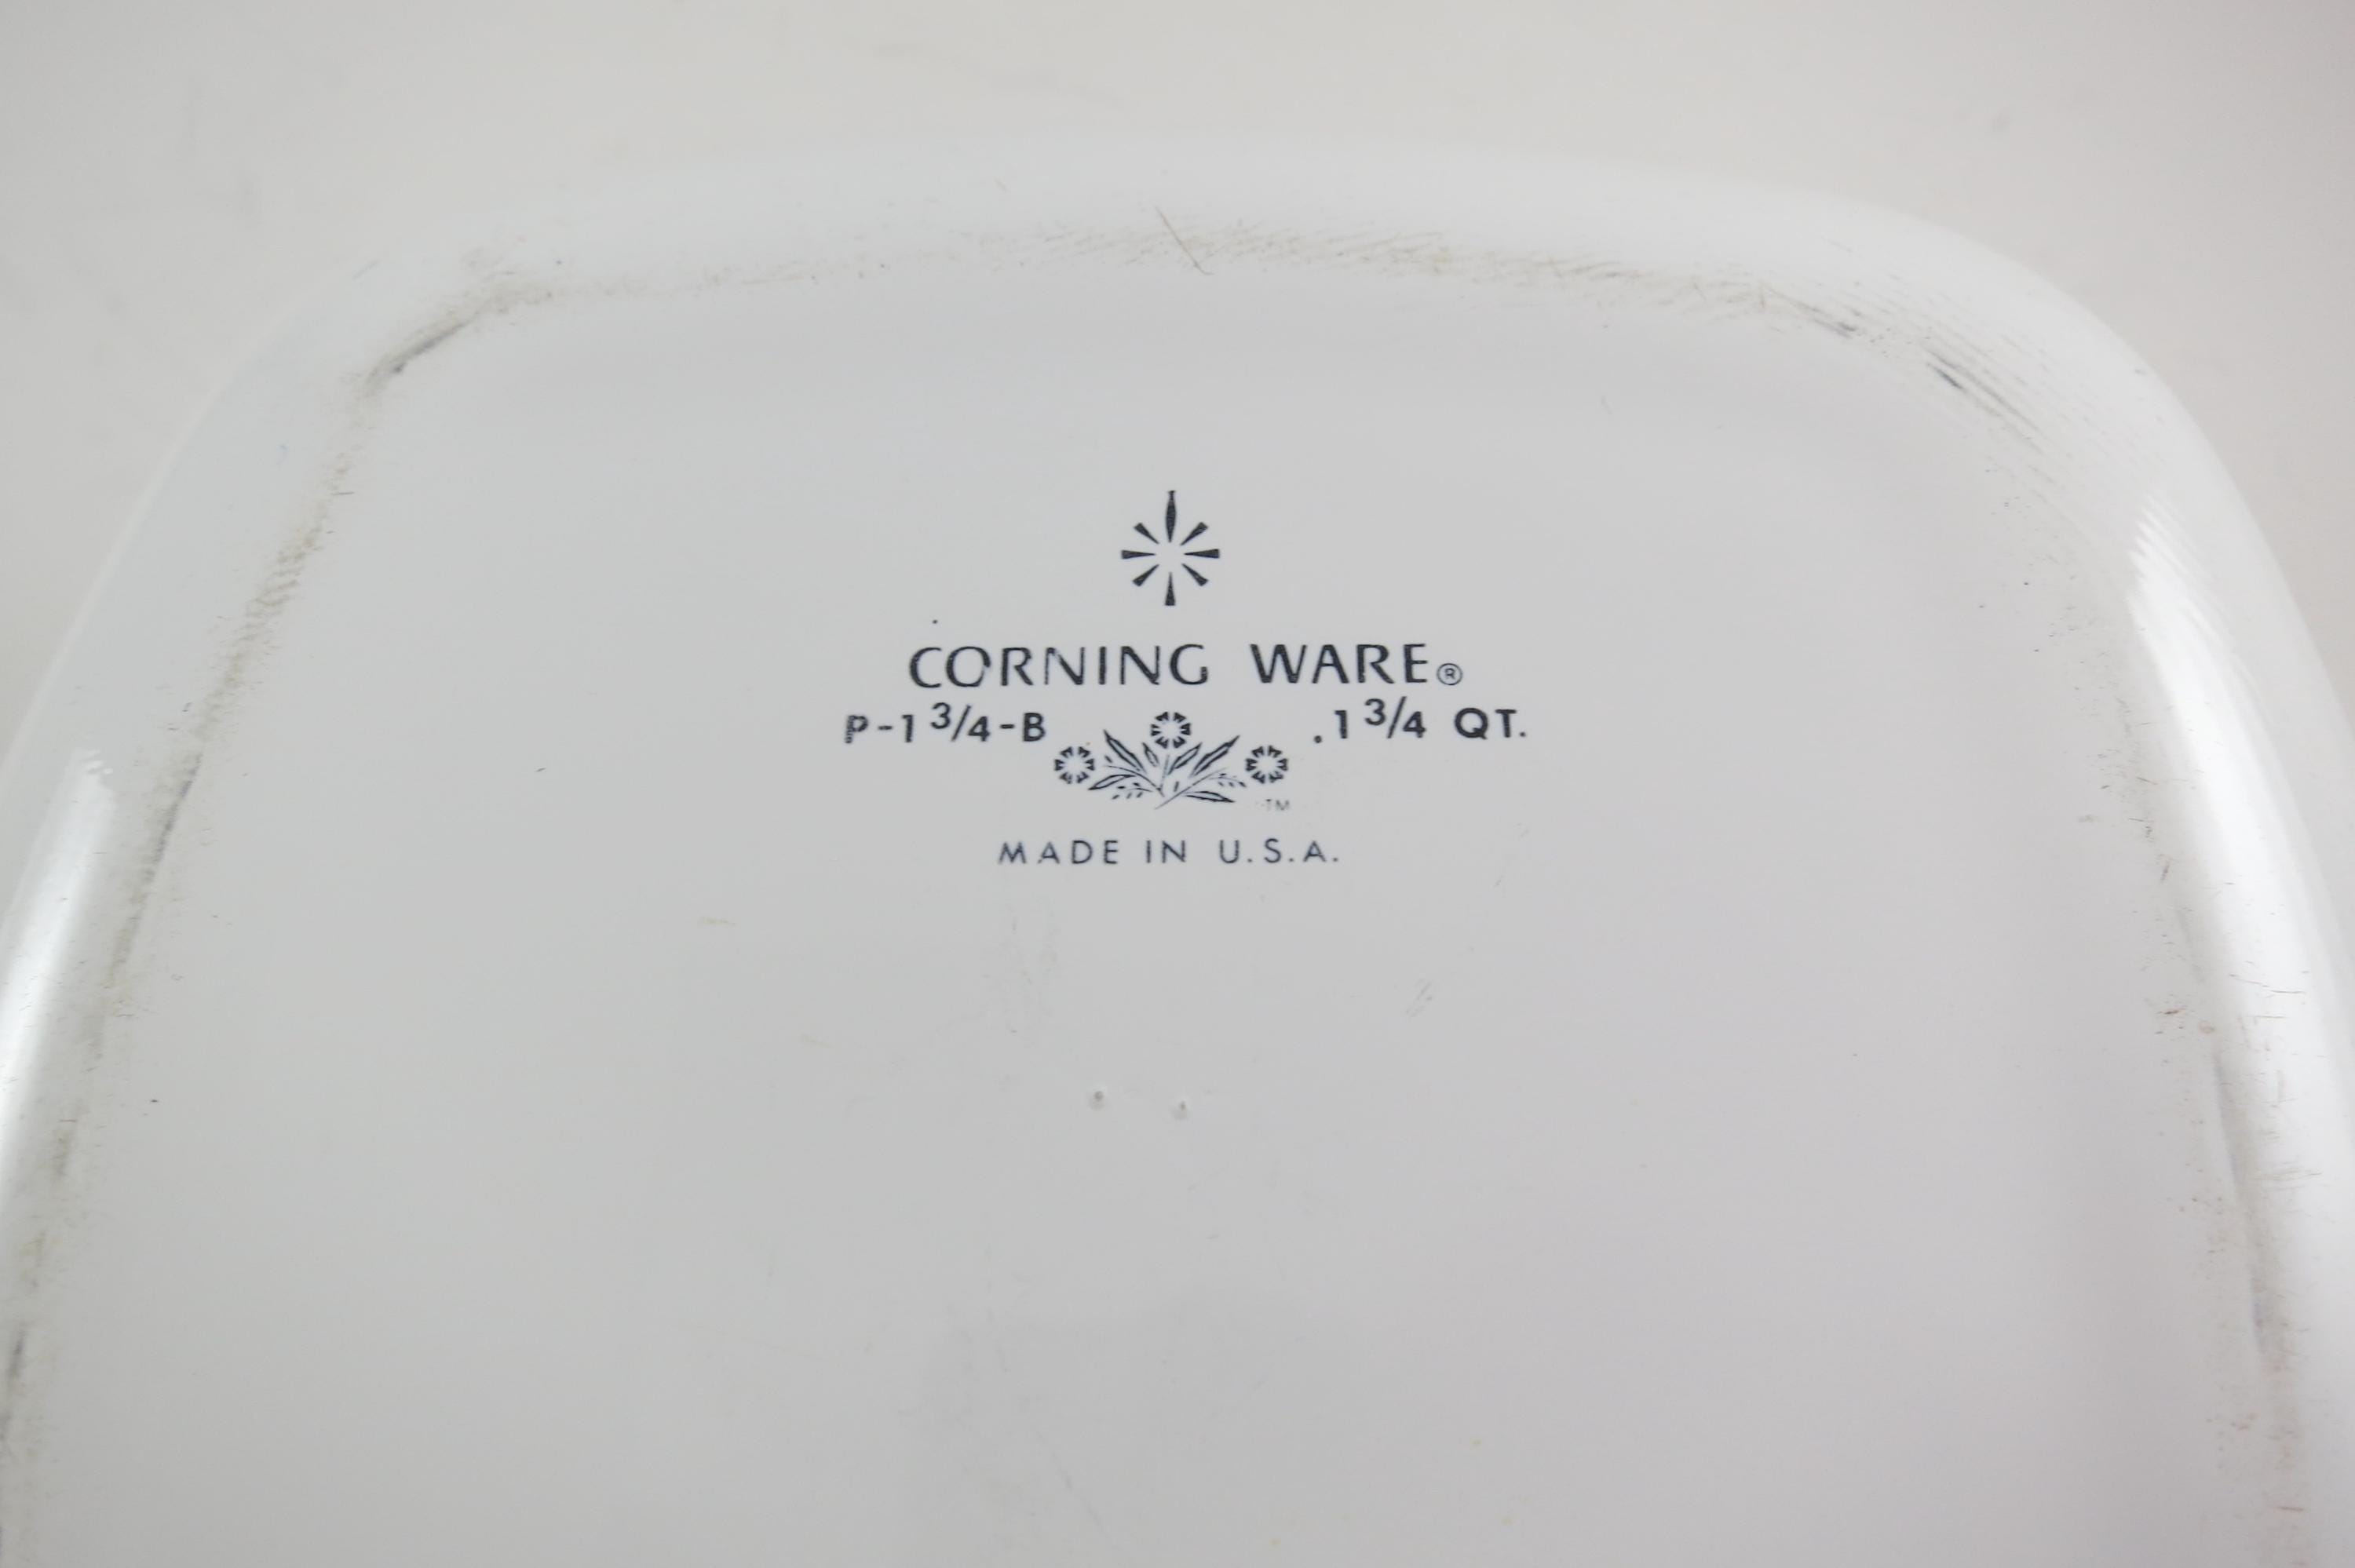 CORNING WARE®
P-1 3/4-B .1 3/4 QT.
TM
MADE IN U.S.A.